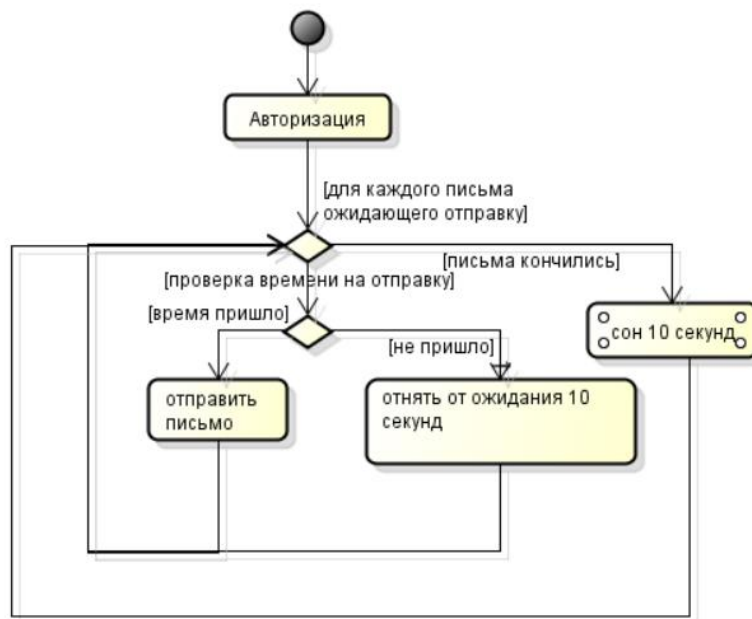 Авторизация
[для каждого письма
ожидающего отправку]
[письма кончились]
[проверка времени на отправку]
[время пришло]
сон 10 секунд
[не пришло]
отправить
письмо
отнять от ожидания 10
секунд